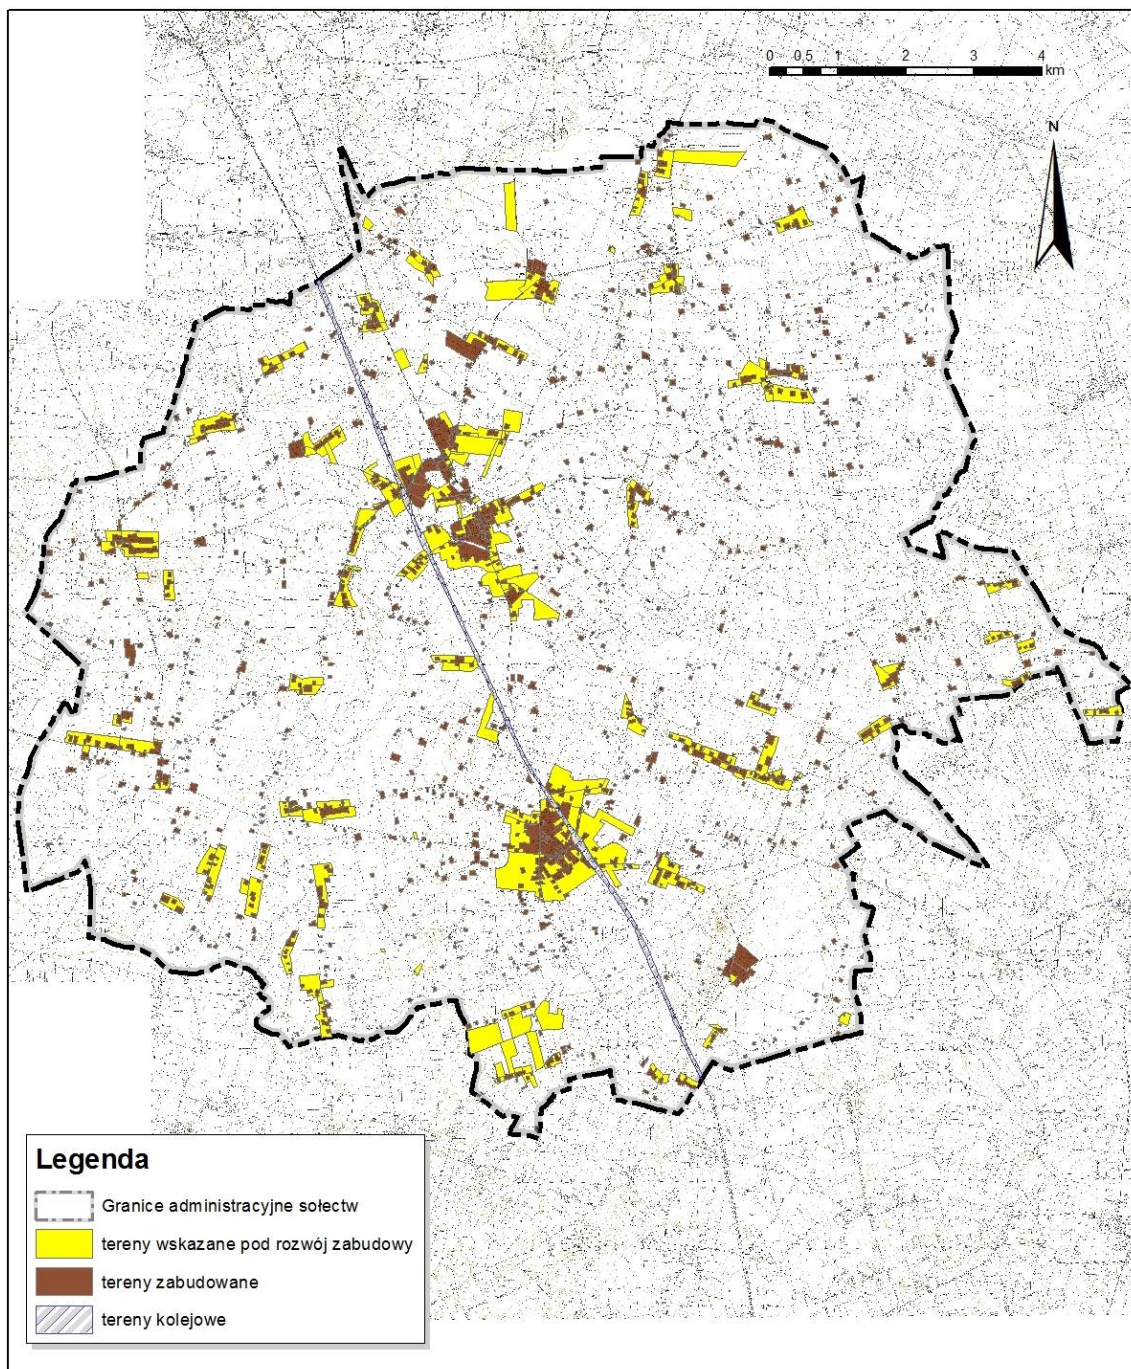 0 0,5 1 2 3 4
km
N
Legenda
Granice administracyjne sołectw
tereny wskazane pod rozwój zabudowy
tereny zabudowane
tereny kolejowe